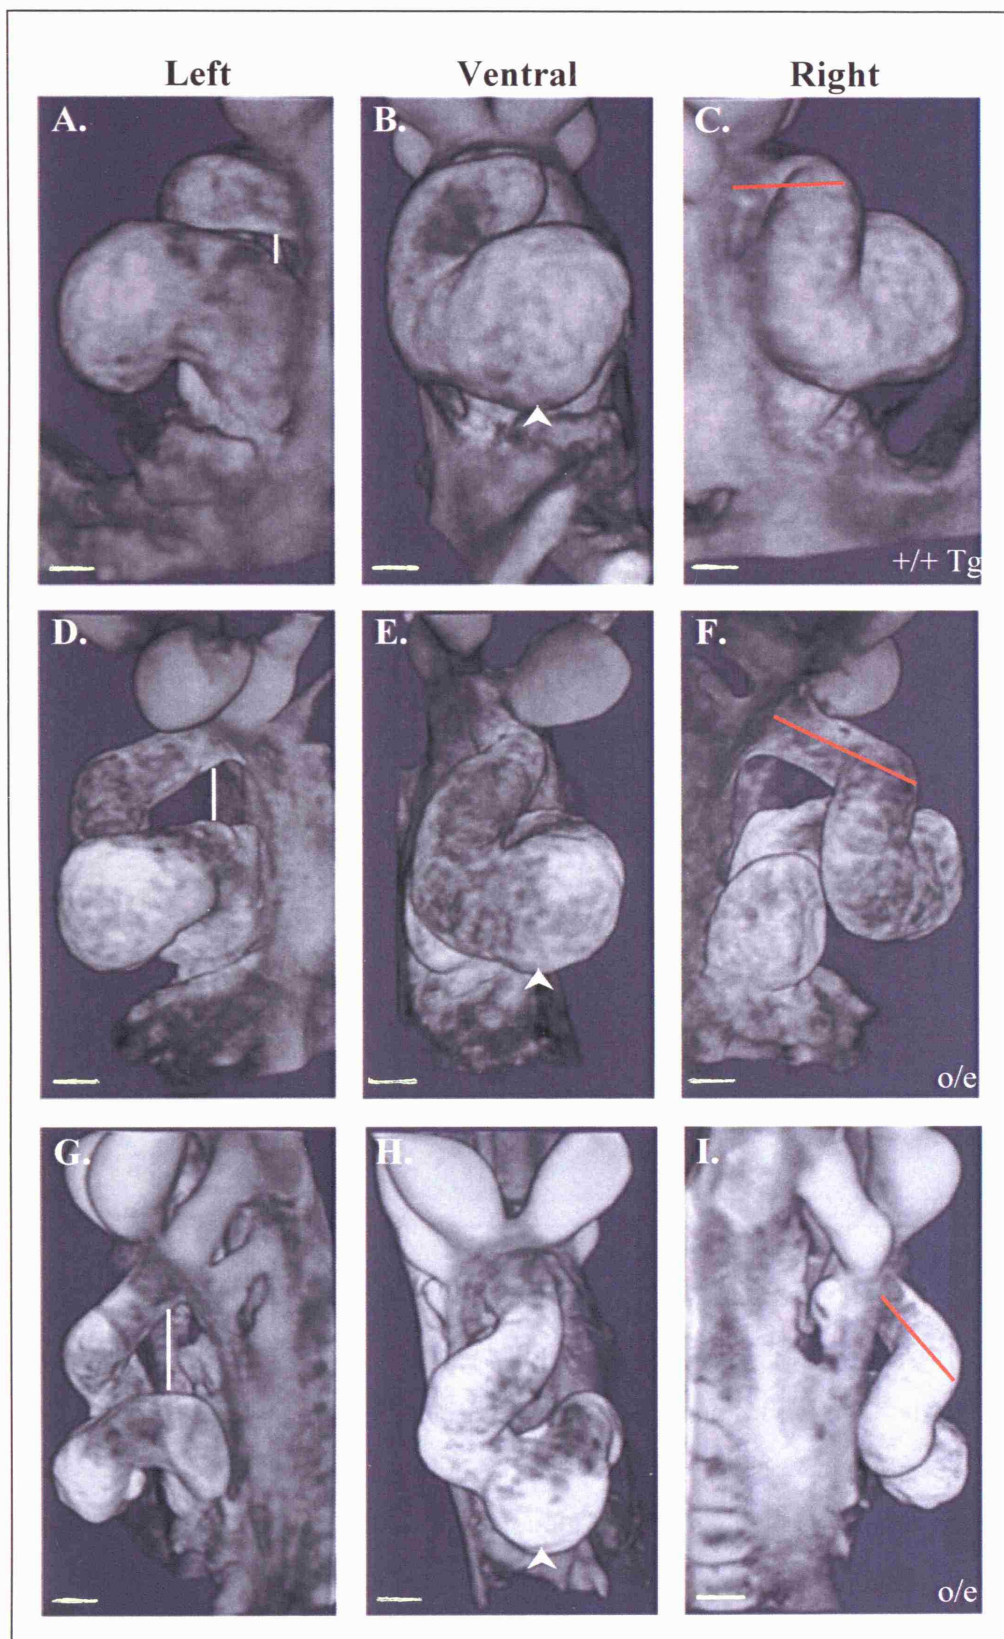 Left Ventral Right
A. B. C.
+/+ Tg
D. E. F.
o/e
G. H. I.
o/e